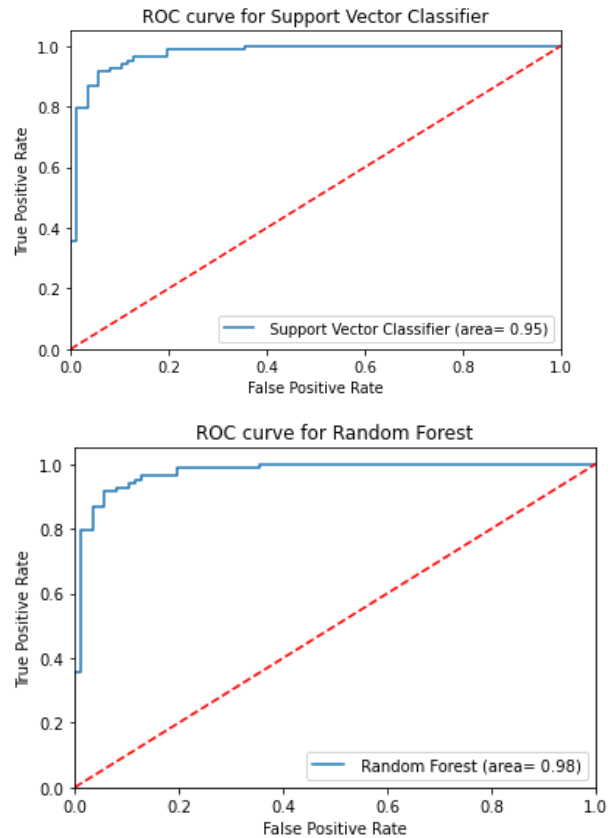 ROC curve for Support Vector Classifier
1.0
0.8
0.6
0.4
0.2
0.0
True Positive Rate
Support Vector Classifier (area= 0.95)
0.0 0.2 0.4 0.6 0.8 1.0
False Positive Rate
ROC curve for Random Forest
1.0
0.8
0.6
0.4
0.2
0.0
True Positive Rate
Random Forest (area= 0.98)
0.0 0.2 0.4 0.6 0.8 1.0
False Positive Rate